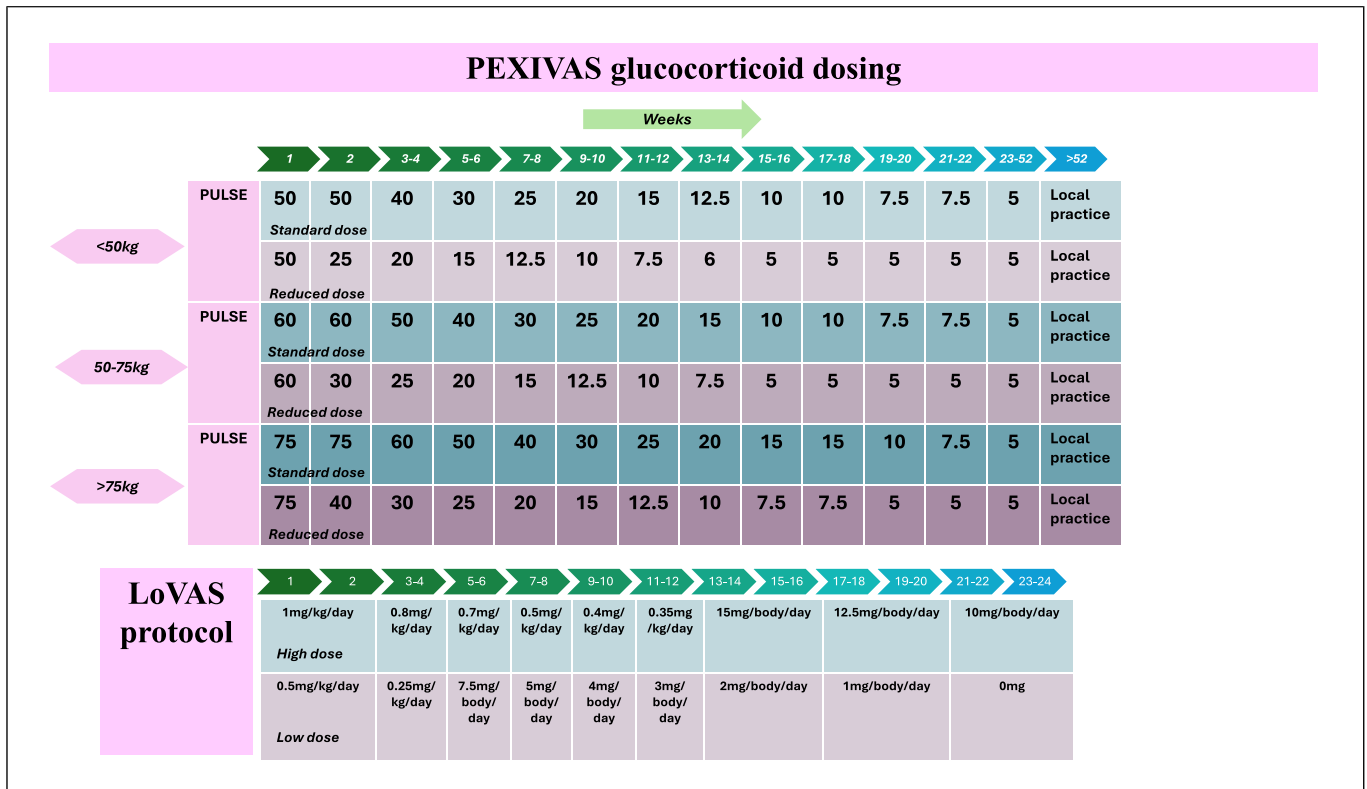 PEXIVAS glucocorticoid dosing
Weeks
1 2 3-4 5-6 7-8 9-10 11-12 13-14 15-16 17-18 19-20 21-22 23-52 >52
<50kg
PULSE 50 50 40 30 25 20 15 12.5 10 10 7.5 7.5 5 Local
practice
Standard dose
50 25 20 15 12.5 10 7.5 6 5 5 5 5 5 Local
practice
Reduced dose
50-75kg
PULSE 60 60 50 40 30 25 20 15 10 10 7.5 7.5 5 Local
practice
Standard dose
60 30 25 20 15 12.5 10 7.5 5 5 5 5 5 Local
practice
Reduced dose
>75kg
PULSE 75 75 60 50 40 30 25 20 15 15 10 7.5 5 Local
practice
Standard dose
75 40 30 25 20 15 12.5 10 7.5 7.5 5 5 5 Local
practice
Reduced dose
LoVAS
protocol
1 2 3-4 5-6 7-8 9-10 11-12 13-14 15-16 17-18 19-20 21-22 23-24
1mg/kg/day 0.8mg/ 0.7mg/ 0.5mg/ 0.4mg/ 0.35mg 15mg/body/day 12.5mg/body/day 10mg/body/day
kg/day kg/day kg/day kg/day /kg/day
High dose
0.5mg/kg/day 0.25mg/ 7.5mg/ 5mg/ 4mg/ 3mg/ 2mg/body/day 1mg/body/day 0mg
kg/day body/ body/ body/ body/
day day day day
Low dose